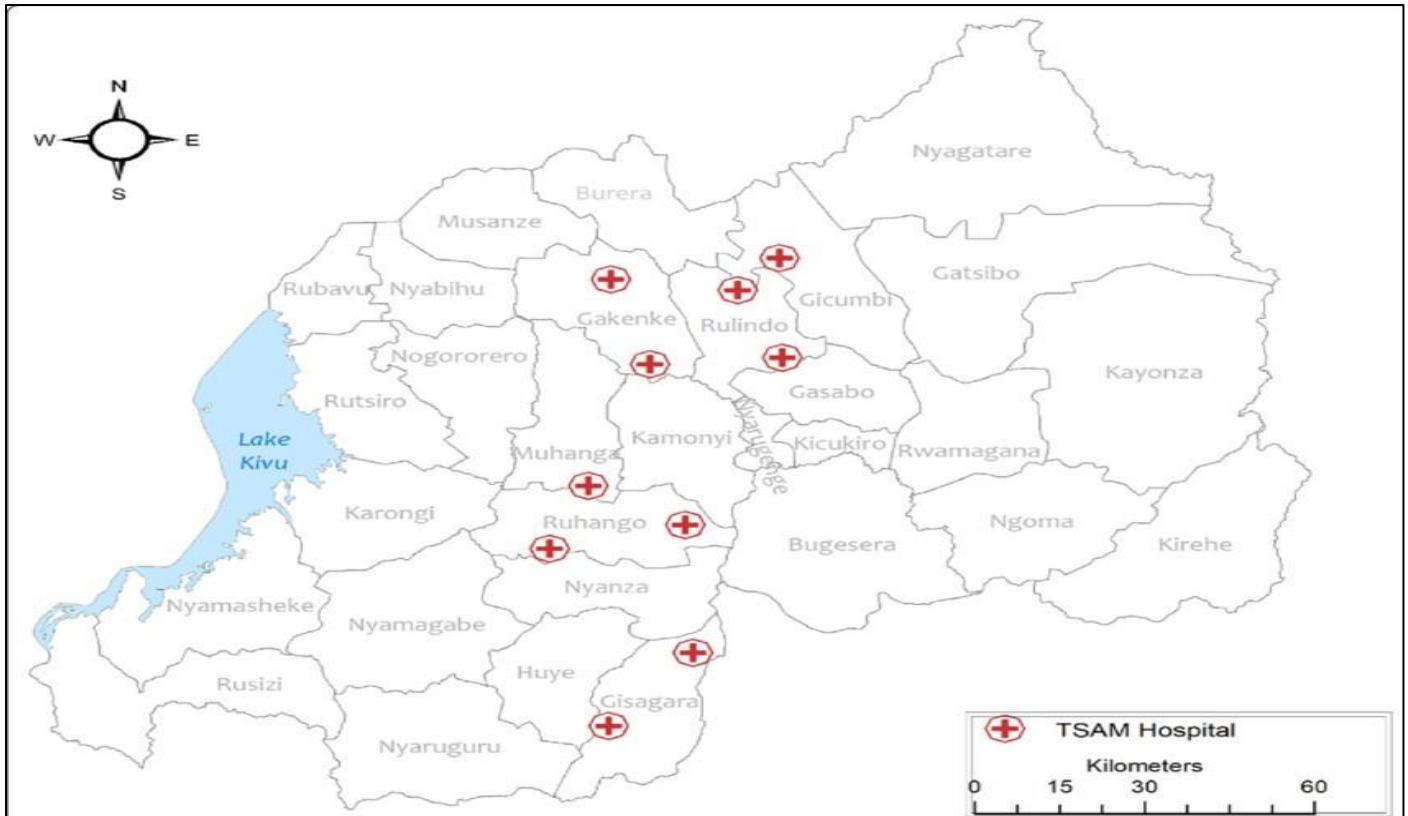 N
W E
S
Nyagatare
Burera
Musanze
Rubavu
Nyabihu
Gatsibo
Gicumbi
Gakenke
Rulindo
Nogororero
Kayonza
Rutsiro
Gasabo
Nyarugenge
Lake
Kivu
Kamonyi
Kicukiro
Muhanga
Rwamagana
Karongi
Ruhango
Ngoma
Bugesera
Kirehe
Nyanza
Nyamasheke
Nyamagabe
Huye
Rusizi
Gisagara
Nyaruguru
TSAM Hospital
Kilometers
0 15 30 60